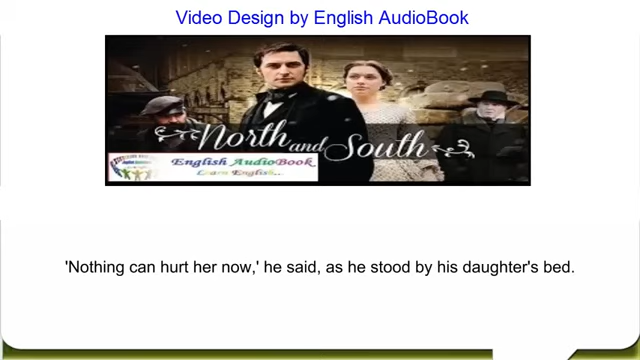 Video Design by English AudioBook
North and South
English AudioBook
Learn English...
'Nothing can hurt her now,' he said, as he stood by his daughter's bed.